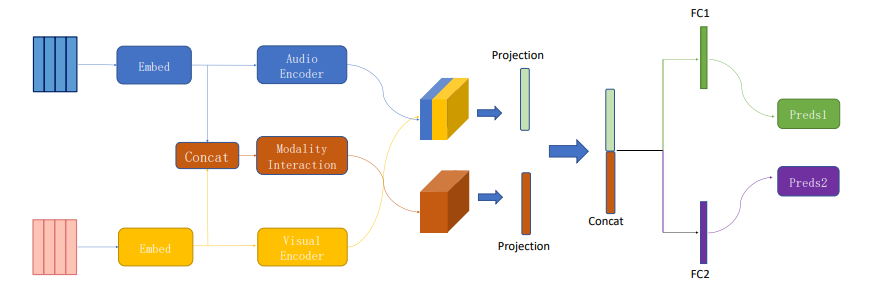 FC1
Projection
Embed
Audio
Encoder
Preds1
Concat
Modality
Interaction
Preds2
Concat
Embed
Visual
Encoder
Projection
FC2